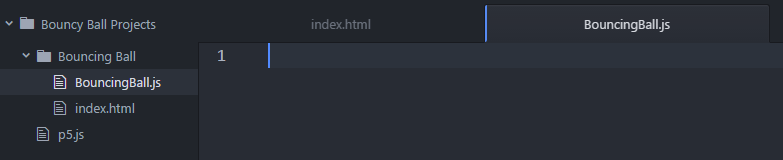 Bouncy Ball Projects
Bouncing Ball
BouncingBall.js
index.html
p5.js
index.html
BouncingBall.js
1